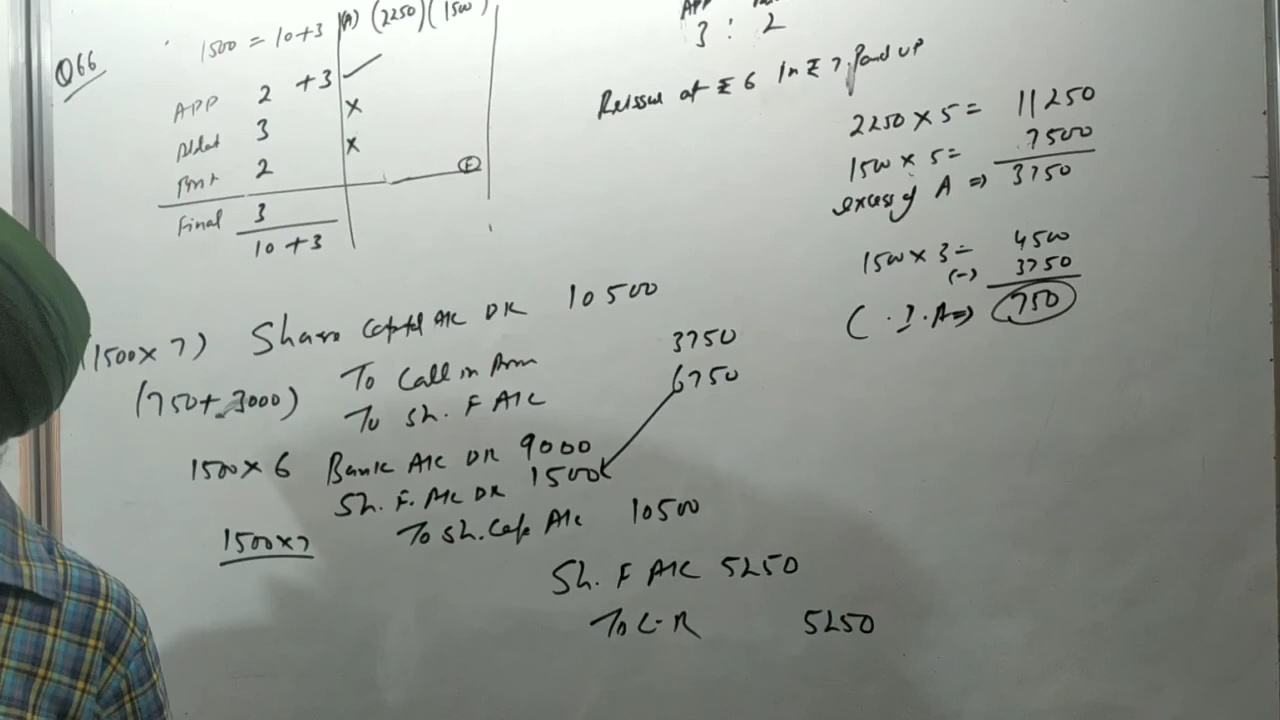 Q66
1500 = 10+3 (A) (2250) (1500)
APP 2 +3 ✓
Allot 3 ×
2 × (F)
Final 3
10 + 3
APP
3 : 2
Reissue at ₹ 6 in ₹ 7 Paid up
2250 × 5 = 11250
1500 × 5 = 7500
excess of A ⇒ 3750
1500 × 3 = 4500
(-) 3750
( . I . A ⇒ 750
(1500 × 7) Share Capital A/c DR 10500
(750 + 3000) To Call in Arrear 3750
To Sh. F A/C 6750
1500 × 6 Bank A/c DR 9000
Sh. F. A/c DR 1500
1500×7 To Sh. Cap A/c 10500
Sh. F A/C 5250
To C-R 5250